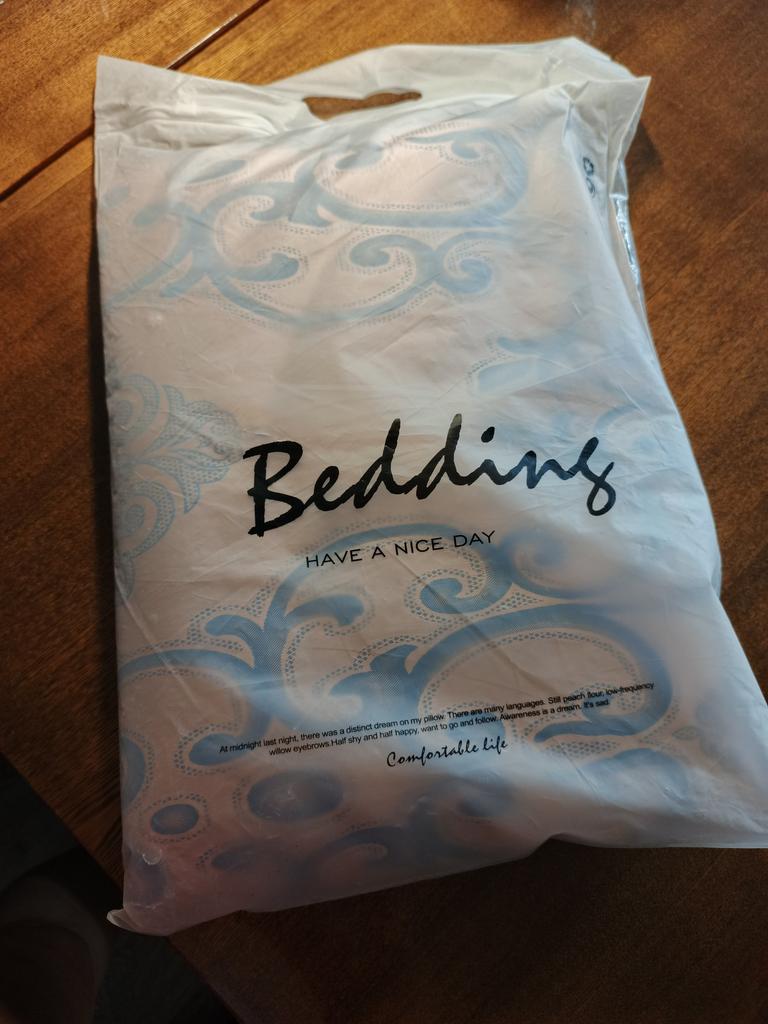 Bedding
HAVE A NICE DAY
At midnight last night, there was a distinct dream on my pillow. There are many languages. Still peach flour, low-frequency
willow eyebrows.Half shy and half happy, want to go and follow. Awareness is a dream. It's sad.
Comfortable life